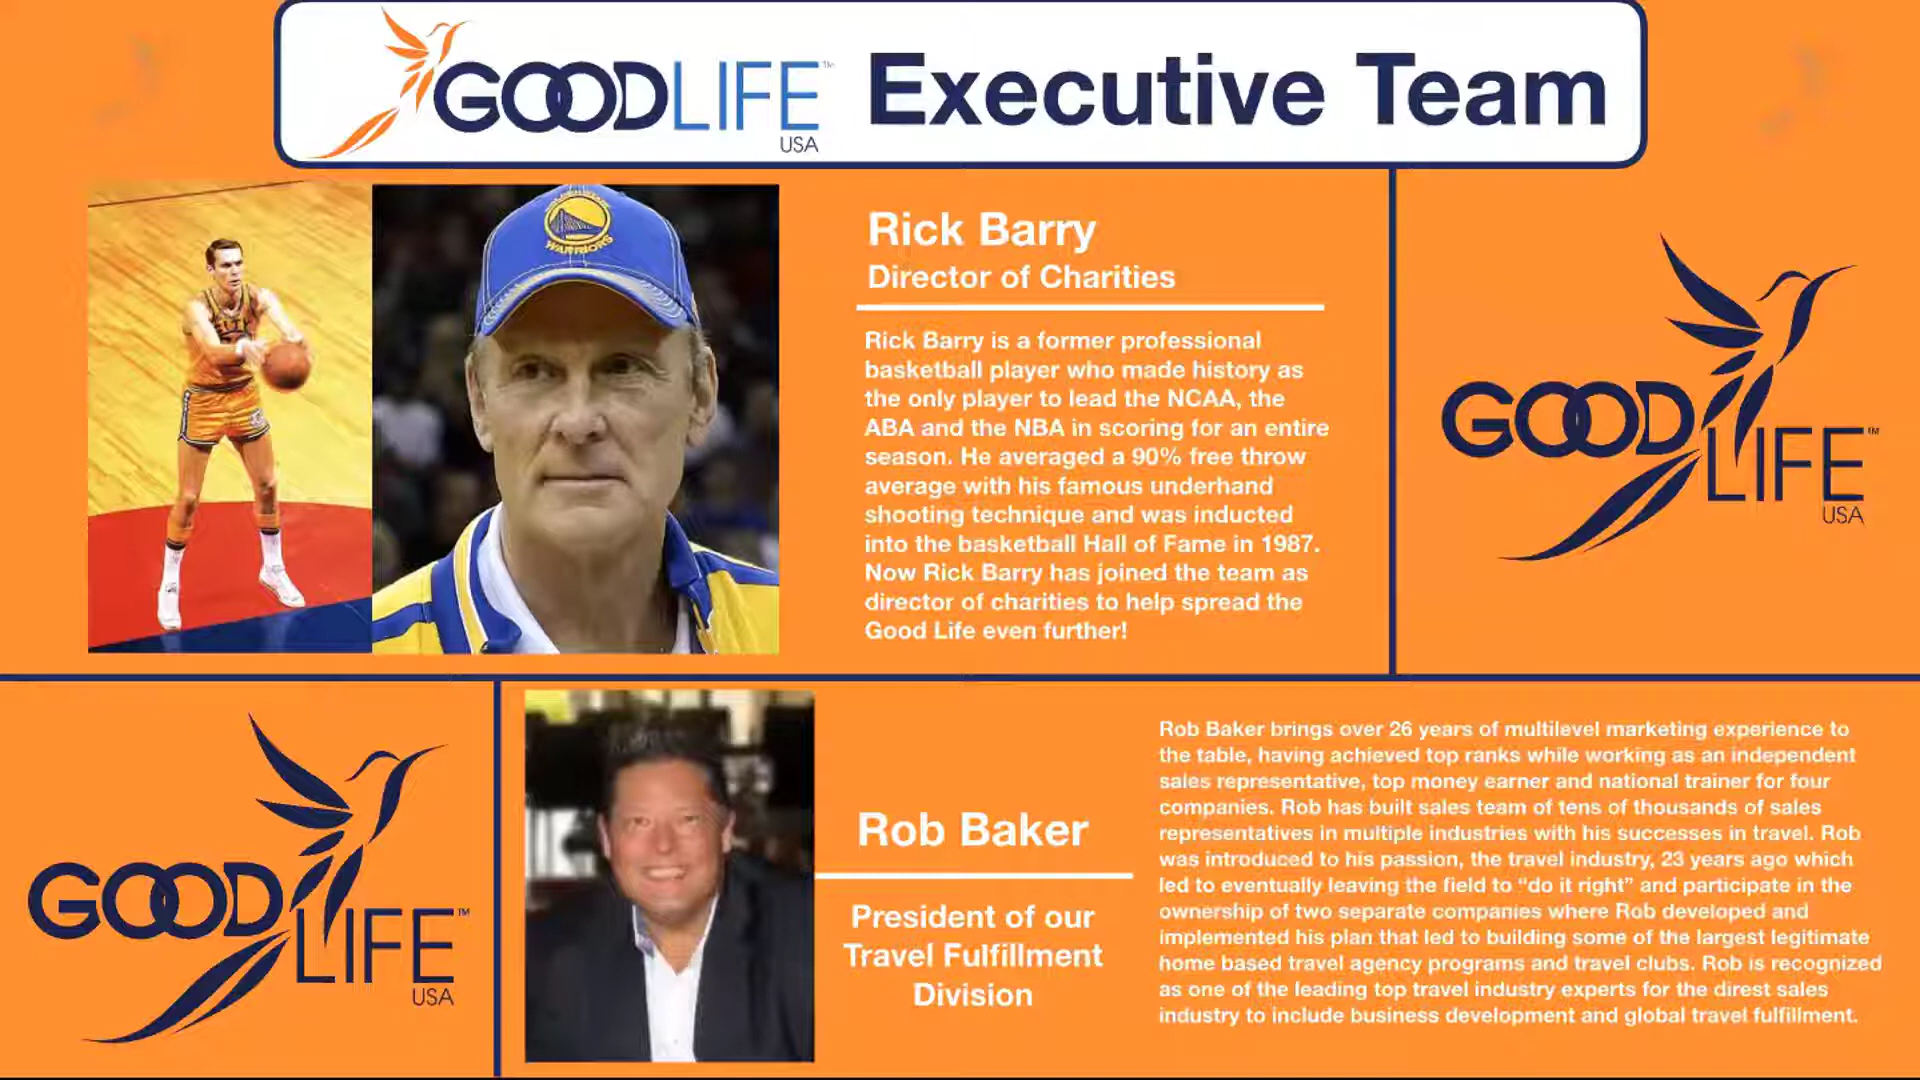 GOODLIFE™ Executive Team
USA
WARRIORS
Rick Barry
Director of Charities
Rick Barry is a former professional
basketball player who made history as
the only player to lead the NCAA, the
ABA and the NBA in scoring for an entire
season. He averaged a 90% free throw
average with his famous underhand
shooting technique and was inducted
into the basketball Hall of Fame in 1987.
Now Rick Barry has joined the team as
director of charities to help spread the
Good Life even further!
GOOD
LIFE™
USA
GOOD
LIFE™
USA
Rob Baker
President of our
Travel Fulfillment
Division
Rob Baker brings over 26 years of multilevel marketing experience to
the table, having achieved top ranks while working as an independent
sales representative, top money earner and national trainer for four
companies. Rob has built sales team of tens of thousands of sales
representatives in multiple industries with his successes in travel. Rob
was introduced to his passion, the travel industry, 23 years ago which
led to eventually leaving the field to “do it right” and participate in the
ownership of two separate companies where Rob developed and
implemented his plan that led to building some of the largest legitimate
home based travel agency programs and travel clubs. Rob is recognized
as one of the leading top travel industry experts for the direst sales
industry to include business development and global travel fulfillment.